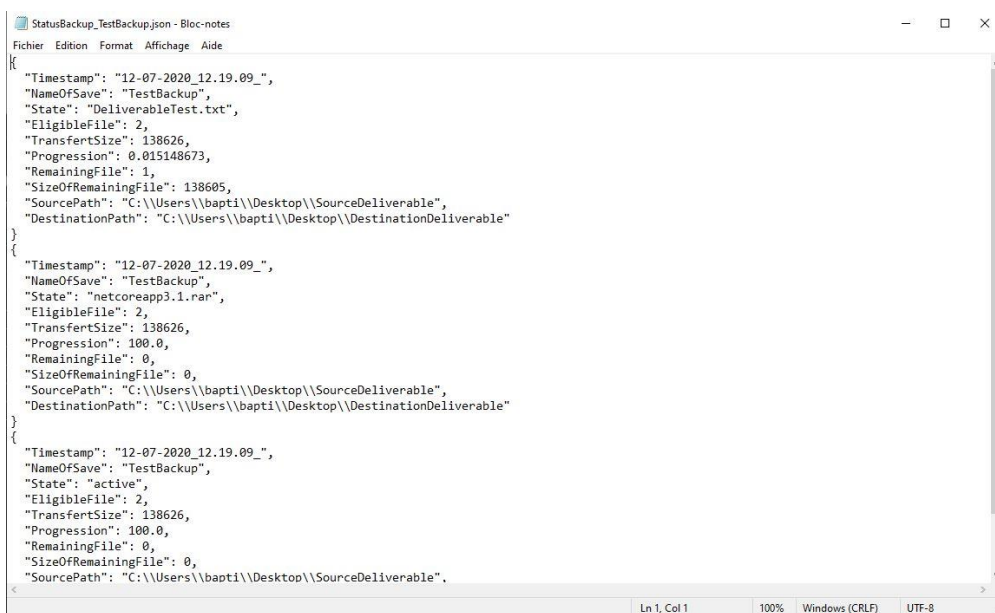 StatusBackup_TestBackup.json - Bloc-notes
Fichier Edition Format Affichage Aide
{
"Timestamp": "12-07-2020_12.19.09_",
"NameOfSave": "TestBackup",
"State": "DeliverableTest.txt",
"EligibleFile": 2,
"TransfertSize": 138626,
"Progression": 0.015148673,
"RemainingFile": 1,
"SizeOfRemainingFile": 138605,
"SourcePath": "C:\\Users\\bapti\\Desktop\\SourceDeliverable",
"DestinationPath": "C:\\Users\\bapti\\Desktop\\DestinationDeliverable"
}
{
"Timestamp": "12-07-2020_12.19.09_",
"NameOfSave": "TestBackup",
"State": "netcoreapp3.1.rar",
"EligibleFile": 2,
"TransfertSize": 138626,
"Progression": 100.0,
"RemainingFile": 0,
"SizeOfRemainingFile": 0,
"SourcePath": "C:\\Users\\bapti\\Desktop\\SourceDeliverable",
"DestinationPath": "C:\\Users\\bapti\\Desktop\\DestinationDeliverable"
}
{
"Timestamp": "12-07-2020_12.19.09_",
"NameOfSave": "TestBackup",
"State": "active",
"EligibleFile": 2,
"TransfertSize": 138626,
"Progression": 100.0,
"RemainingFile": 0,
"SizeOfRemainingFile": 0,
"SourcePath": "C:\\Users\\bapti\\Desktop\\SourceDeliverable",
Ln 1, Col 1 100% Windows (CRLF) UTF-8